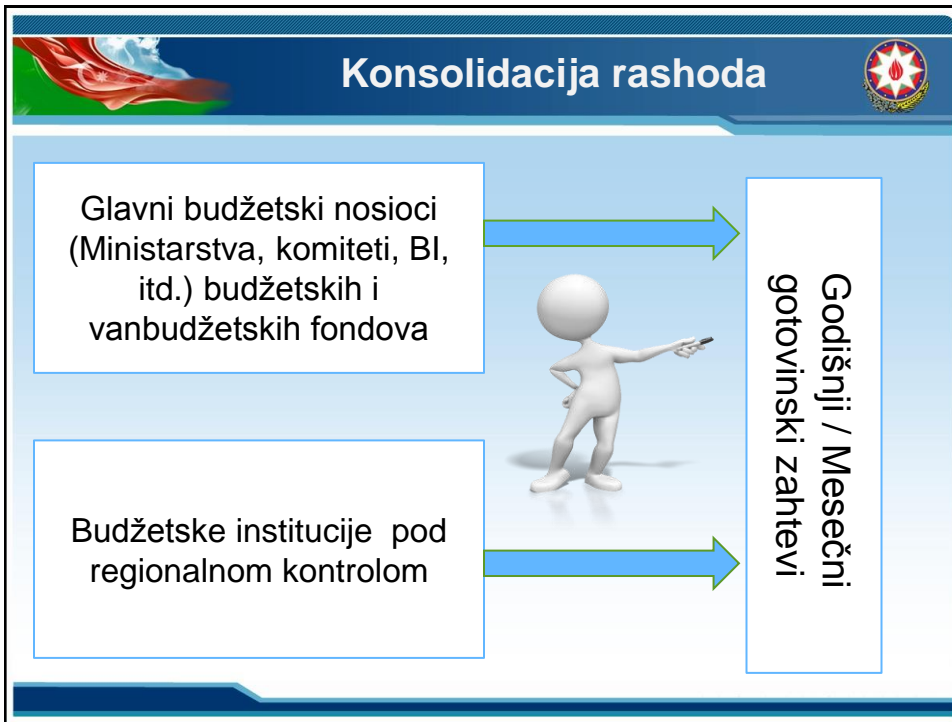 Konsolidacija rashoda
Glavni budžetski nosioci
(Ministarstva, komiteti, BI,
itd.) budžetskih i
vanbudžetskih fondova
Budžetske institucije pod
regionalnom kontrolom
Godišnji / Mesečni
gotovinski zahtevi